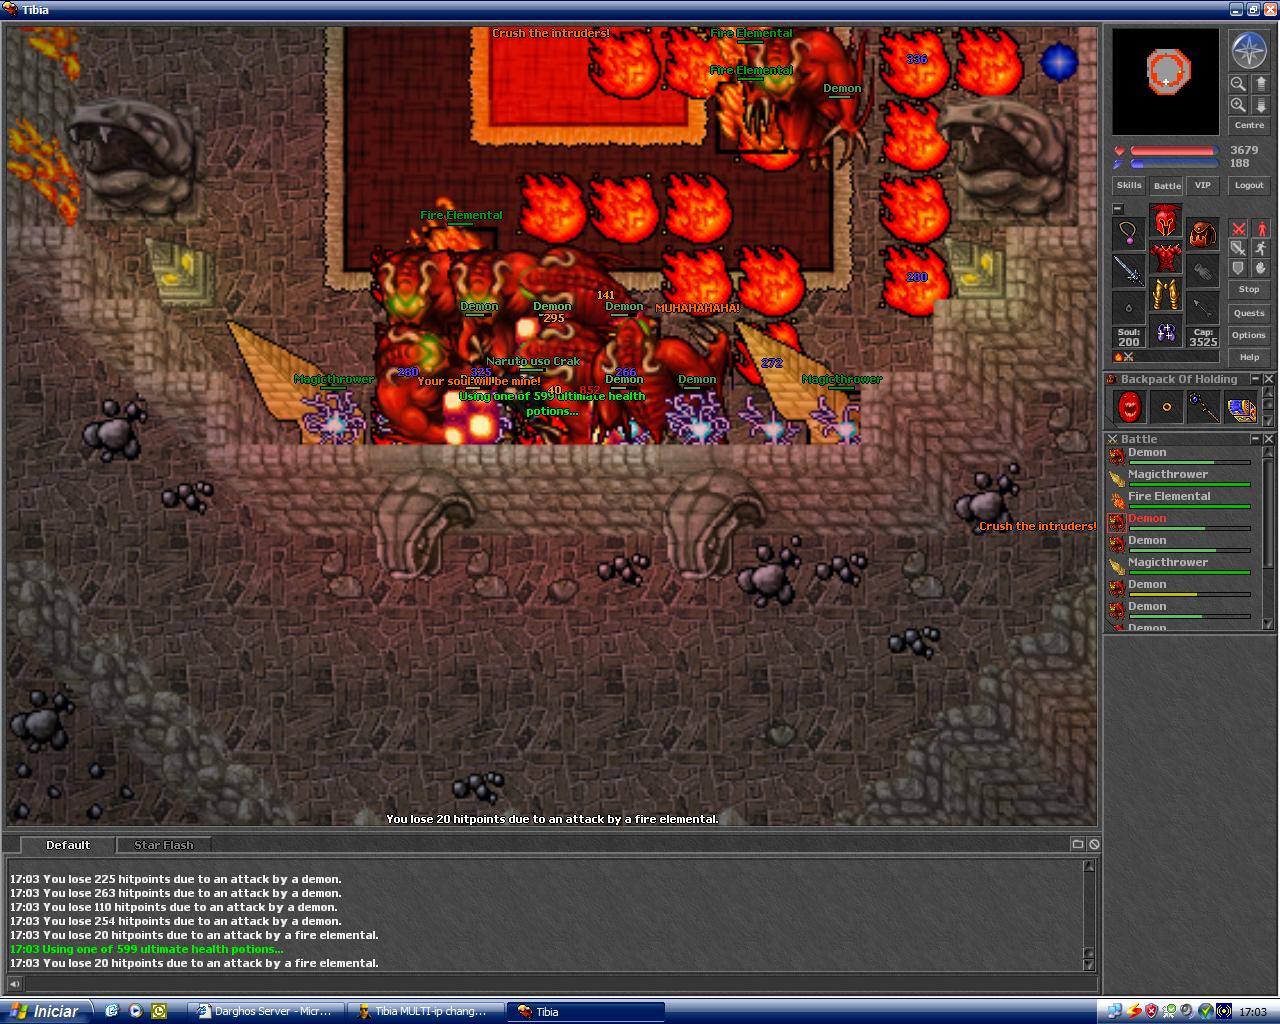 Tibia
Crush the intruders!
Fire Elemental
Fire Elemental
Demon
336
Fire Elemental
280
Demon
Demon
295
141
Demon
MUHAHAHAHA!
Naruto uso Crak
272
Magicthrower
280
325
266
Your soul will be mine!
Demon
Demon
Magicthrower
40
852
Using one of 599 ultimate health
potions...
Crush the intruders!
You lose 20 hitpoints due to an attack by a fire elemental.
Centre
3679
188
Skills
Battle
VIP
Logout
Stop
Quests
Options
Help
Soul:
200
Cap:
3525
Backpack Of Holding
Battle
Demon
Magicthrower
Fire Elemental
Demon
Demon
Magicthrower
Demon
Demon
Demon
Default
Star Flash
17:03 You lose 225 hitpoints due to an attack by a demon.
17:03 You lose 263 hitpoints due to an attack by a demon.
17:03 You lose 110 hitpoints due to an attack by a demon.
17:03 You lose 254 hitpoints due to an attack by a demon.
17:03 You lose 20 hitpoints due to an attack by a fire elemental.
17:03 Using one of 599 ultimate health potions...
17:03 You lose 20 hitpoints due to an attack by a fire elemental.
Iniciar
Darghos Server - Micr...
Tibia MULTI-ip chang...
Tibia
17:03